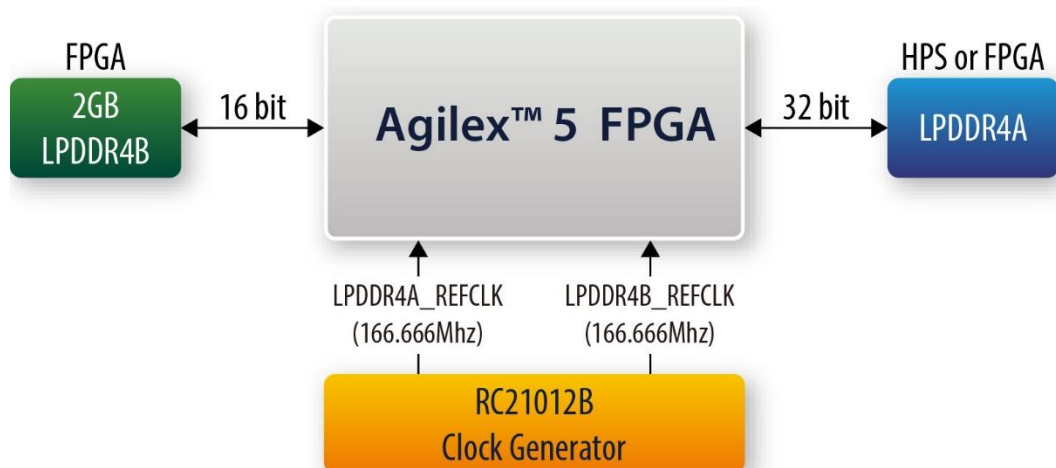 FPGA
2GB
LPDDR4B
16 bit
Agilex™ 5 FPGA
32 bit
HPS or FPGA
LPDDR4A
LPDDR4A_REFCLK
(166.666Mhz)
LPDDR4B_REFCLK
(166.666Mhz)
RC21012B
Clock Generator